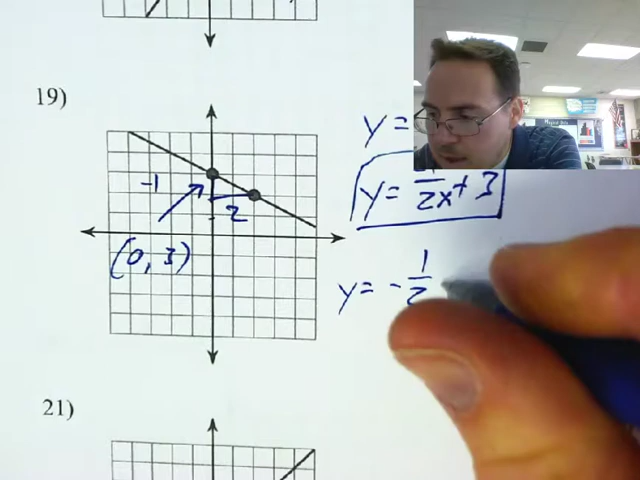 19)
y =
-1
y = 1/2x + 3
2
(0, 3)
y = - 1/2
21)